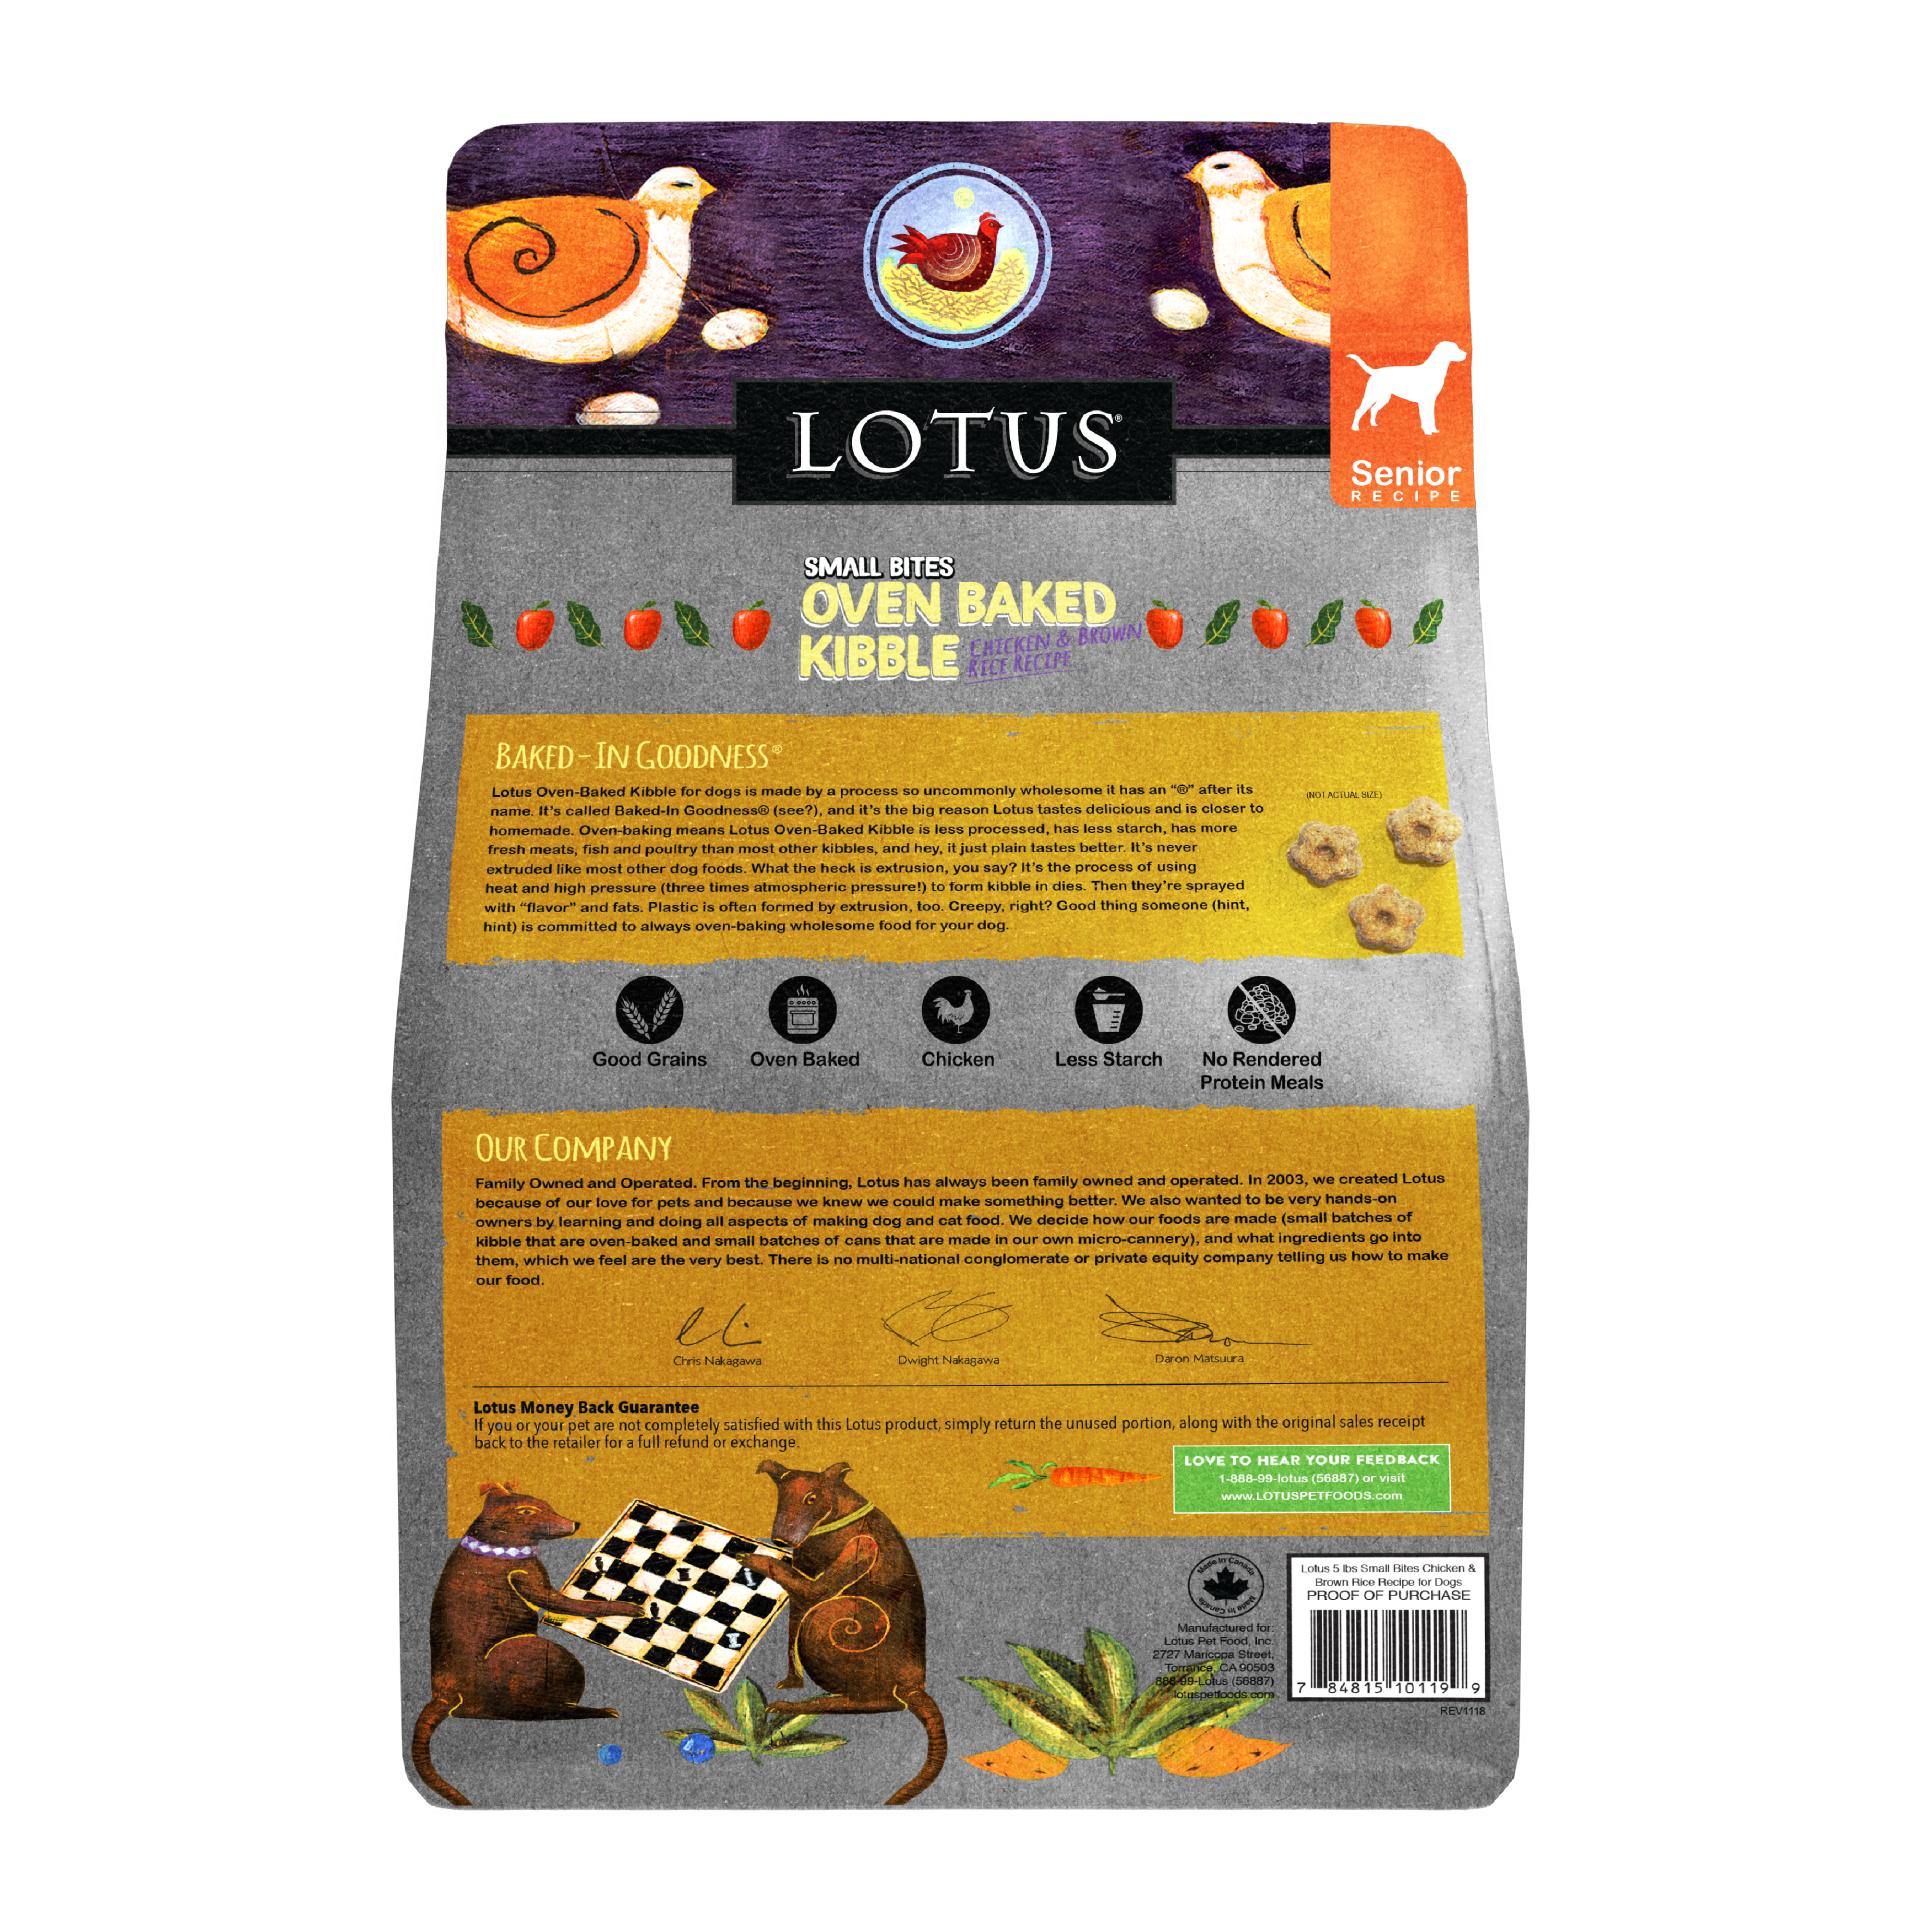 LOTUS®
Senior
RECIPE
SMALL BITES
OVEN BAKED
KIBBLE CHICKEN & BROWN
RICE RECIPE
BAKED-IN GOODNESS®
Lotus Oven-Baked Kibble for dogs is made by a process so uncommonly wholesome it has an “®” after its
name. It’s called Baked-In Goodness® (see?), and it’s the big reason Lotus tastes delicious and is closer to
homemade. Oven-baking means Lotus Oven-Baked Kibble is less processed, has less starch, has more
fresh meats, fish and poultry than most other kibbles, and hey, it just plain tastes better. It’s never
extruded like most other dog foods. What the heck is extrusion, you say? It’s the process of using
heat and high pressure (three times atmospheric pressure!) to form kibble in dies. Then they’re sprayed
with “flavor” and fats. Plastic is often formed by extrusion, too. Creepy, right? Good thing someone (hint,
hint) is committed to always oven-baking wholesome food for your dog.
(NOT ACTUAL SIZE)
Good Grains
Oven Baked
Chicken
Less Starch
No Rendered
Protein Meals
OUR COMPANY
Family Owned and Operated. From the beginning, Lotus has always been family owned and operated. In 2003, we created Lotus
because of our love for pets and because we knew we could make something better. We also wanted to be very hands-on
owners by learning and doing all aspects of making dog and cat food. We decide how our foods are made (small batches of
kibble that are oven-baked and small batches of cans that are made in our own micro-cannery), and what ingredients go into
them, which we feel are the very best. There is no multi-national conglomerate or private equity company telling us how to make
our food.
Chris Nakagawa
Dwight Nakagawa
Daron Matsuura
Lotus Money Back Guarantee
If you or your pet are not completely satisfied with this Lotus product, simply return the unused portion, along with the original sales receipt
back to the retailer for a full refund or exchange.
LOVE TO HEAR YOUR FEEDBACK
1-888-99-lotus (56887) or visit
www.LOTUSPETFOODS.com
Made In Canada
Made In Canada
Manufactured for:
Lotus Pet Food, Inc.
2727 Maricopa Street,
Torrance, CA 90503
888-99-Lotus (56887)
lotuspetfoods.com
Lotus 5 lbs Small Bites Chicken &
Brown Rice Recipe for Dogs
PROOF OF PURCHASE
7 84815 10119 9
REV1118